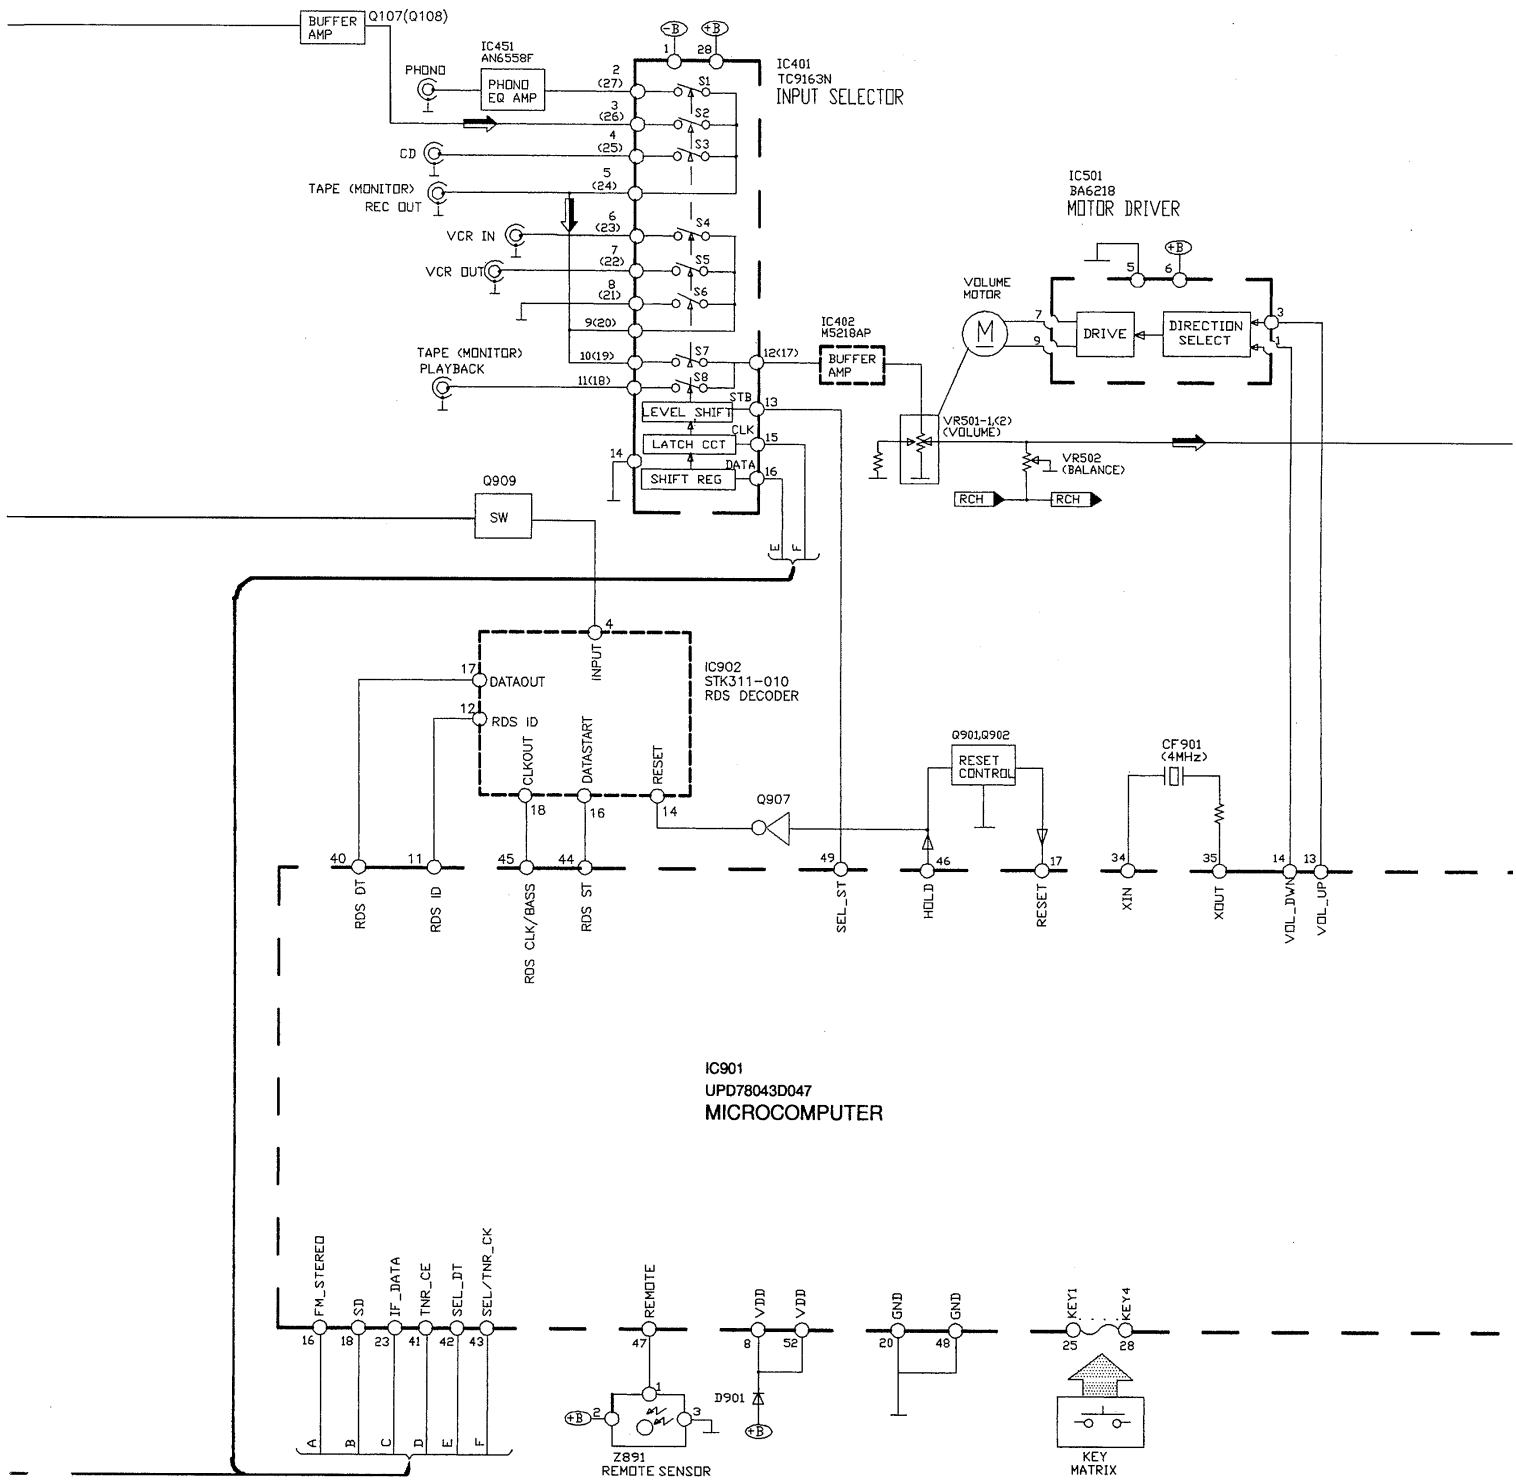 BUFFER
AMP
Q107(Q108)
IC451
AN6558F
PHONO
PHONO
EQ AMP
-B
+B
1
28
IC401
TC9163N
INPUT SELECTOR
2
(27)
S1
3
(26)
S2
4
(25)
S3
CD
5
(24)
TAPE (MONITOR)
REC OUT
6
(23)
S4
VCR IN
7
(22)
S5
VCR OUT
8
(21)
S6
9(20)
10(19)
S7
12(17)
TAPE (MONITOR)
PLAYBACK
11(18)
S8
STB
13
LEVEL SHIFT
CLK
15
LATCH CCT
14
DATA
16
SHIFT REG
E
F
IC402
M5218AP
BUFFER
AMP
IC501
BA6218
MOTOR DRIVER
5
6
+B
VOLUME
MOTOR
M
7
9
DRIVE
DIRECTION
SELECT
3
1
VR501-1,(2)
(VOLUME)
VR502
(BALANCE)
RCH
RCH
Q909
SW
4
INPUT
IC902
STK311-010
RDS DECODER
17
DATAOUT
12
RDS ID
CLKOUT
DATASTART
RESET
18
16
14
Q907
Q901,Q902
RESET
CONTROL
CF901
(4MHz)
40
11
45
44
49
46
17
34
35
14
13
RDS DT
RDS ID
RDS CLK/BASS
RDS ST
SEL_ST
HOLD
RESET
XIN
XOUT
VOL_DWN
VOL_UP
IC901
UPD78043D047
MICROCOMPUTER
FM_STEREO
SD
IF_DATA
TNR_CE
SEL_DT
SEL/TNR_CK
REMOTE
VDD
VDD
GND
GND
KEY1
KEY4
16
18
23
41
42
43
47
8
52
20
48
25
28
A
B
C
D
E
F
1
+B
2
3
Z891
REMOTE SENSOR
D901
+B
KEY
MATRIX